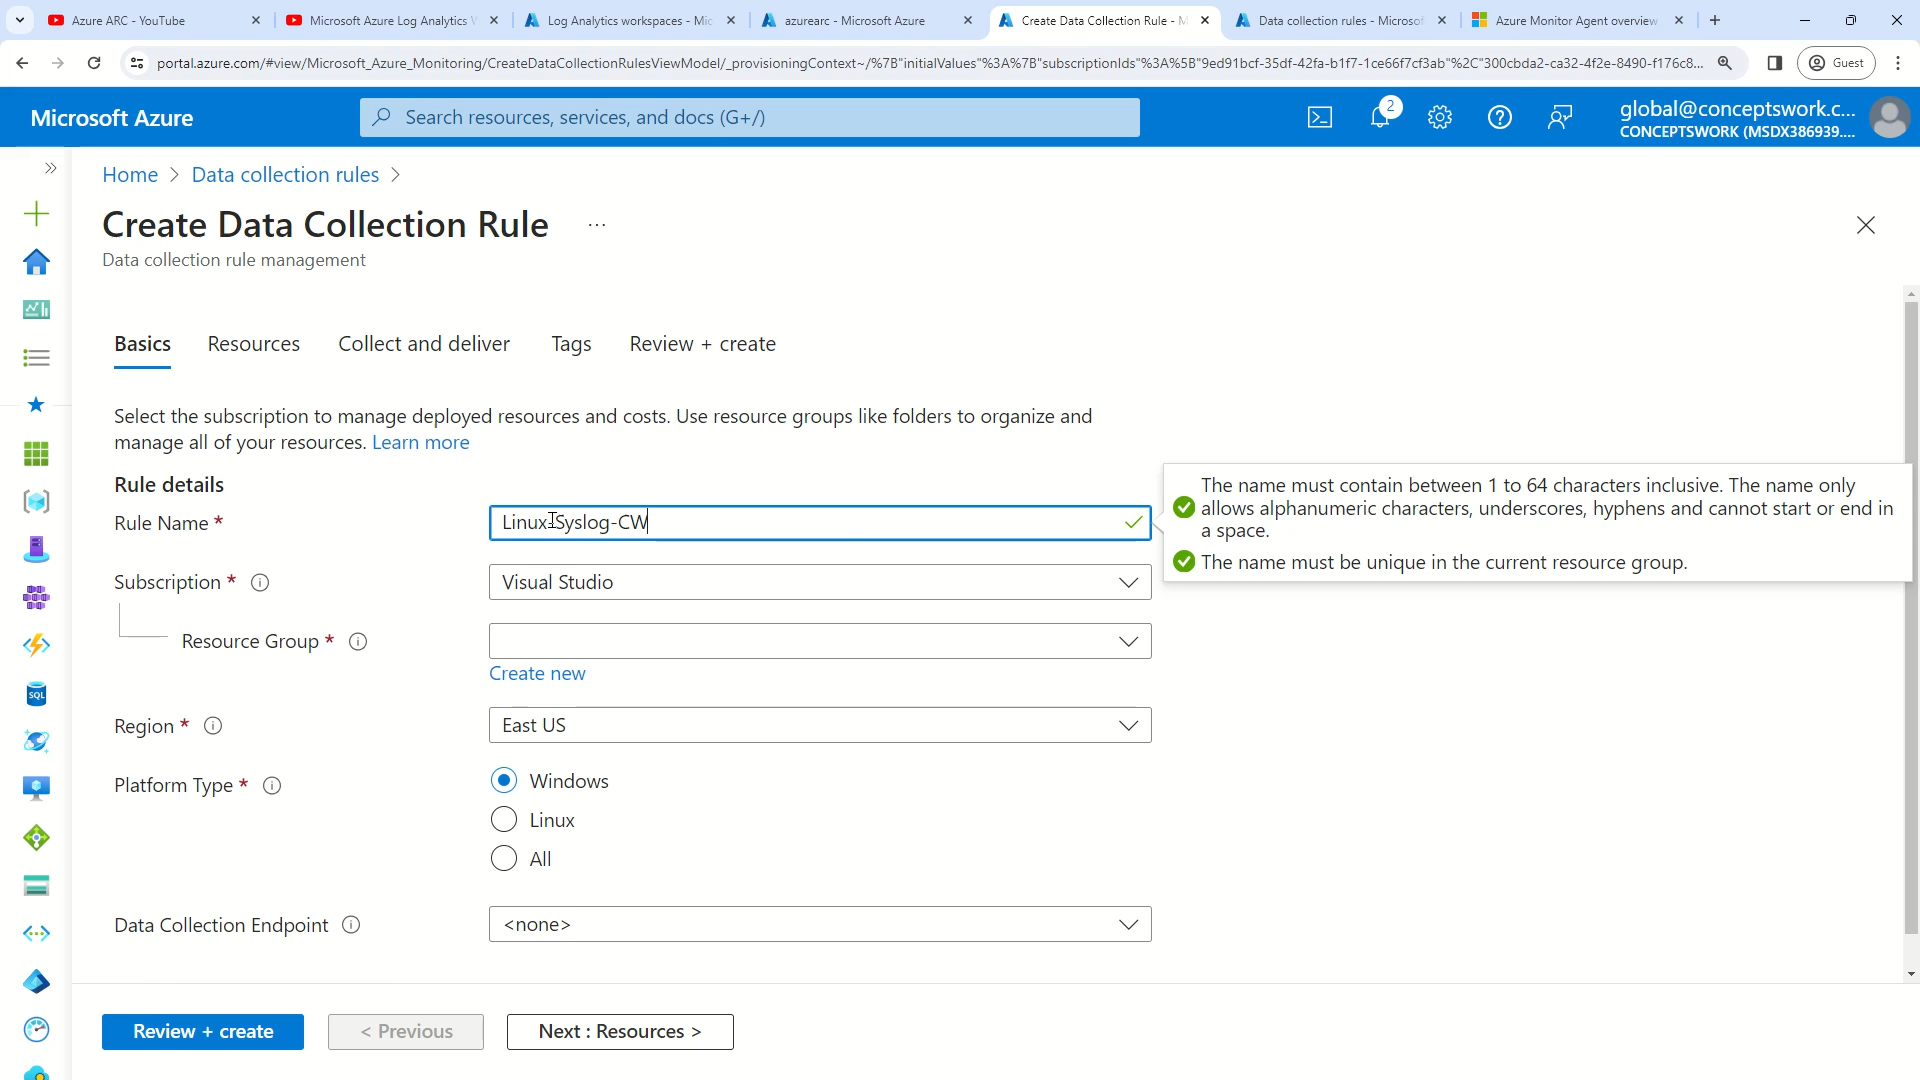 Azure ARC - YouTube
Microsoft Azure Log Analytics
Log Analytics workspaces - Mic
azurearc - Microsoft Azure
Create Data Collection Rule - M
Data collection rules - Microsof
Azure Monitor Agent overview
portal.azure.com/#view/Microsoft_Azure_Monitoring/CreateDataCollectionRulesViewModel/_provisioningContext~/%7B"initialValues"%3A%7B"subscriptionIds"%3A%5B"9ed91bcf-35df-42fa-b1f7-1ce66f7cf3ab"%2C"300cbda2-ca32-4f2e-8490-f176c8...
Guest
Microsoft Azure
Search resources, services, and docs (G+/)
2
global@conceptswork.c...
CONCEPTSWORK (MSDX386939....
Home > Data collection rules >
Create Data Collection Rule ...
Data collection rule management
Basics
Resources
Collect and deliver
Tags
Review + create
Select the subscription to manage deployed resources and costs. Use resource groups like folders to organize and
manage all of your resources. Learn more
Rule details
Rule Name *
Linux-Syslog-CW
The name must contain between 1 to 64 characters inclusive. The name only
allows alphanumeric characters, underscores, hyphens and cannot start or end in
a space.
The name must be unique in the current resource group.
Subscription *
Visual Studio
Resource Group *
Create new
Region *
East US
Platform Type *
Windows
Linux
All
Data Collection Endpoint
<none>
SQL
Review + create
< Previous
Next : Resources >